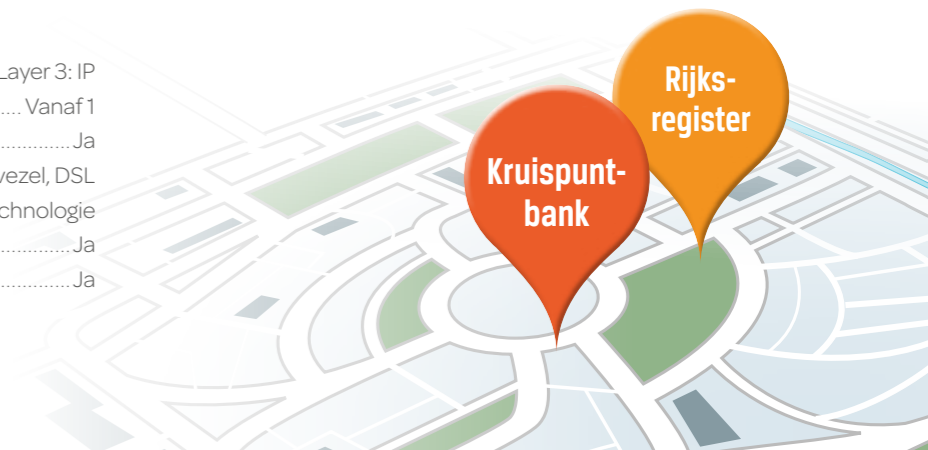 Layer 3: IP
.... Vanaf 1
..............Ja
vezel, DSL
chnologie
..............Ja
..............Ja
Rijks-
register
Kruispunt-
bank